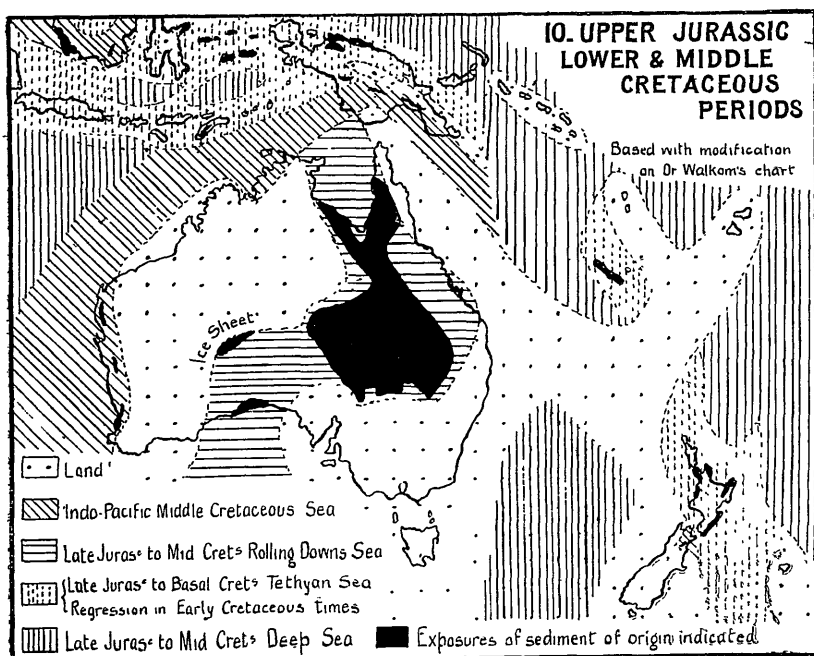 10. UPPER JURASSIC
LOWER & MIDDLE
CRETACEOUS
PERIODS
Based with modification
on Dr Walkom's chart
Ice Sheet
Land
Indo-Pacific Middle Cretaceous Sea
Late Juras.c to Mid Cret.s Rolling Downs Sea
Late Juras.c to Basal Cret.s Tethyan Sea
Regression in Early Cretaceous times
Late Juras.c to Mid Cret.s Deep Sea
Exposures of sediment of origin indicated